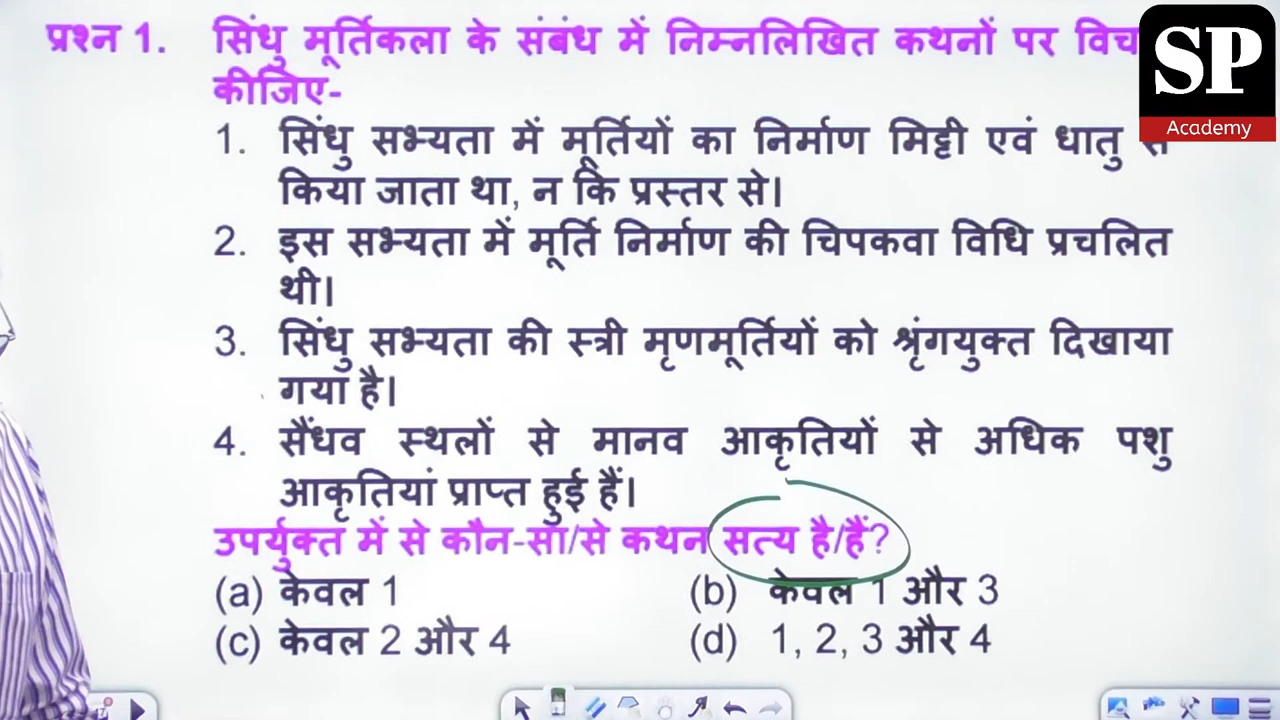 प्रश्न 1. सिंधु मूर्तिकला के संबंध में निम्नलिखित कथनों पर
कीजिए-
1. सिंधु सभ्यता में मूर्तियों का निर्माण मिट्टी एवं धातु से
किया जाता था, न कि प्रस्तर से।
2. इस सभ्यता में मूर्ति निर्माण की चिपकवा विधि प्रचलित
थी।
3. सिंधु सभ्यता की स्त्री मृणमूर्तियों को श्रृंगयुक्त दिखाया
गया है।
4. सैंधव स्थलों से मानव आकृतियों से अधिक पशु
आकृतियां प्राप्त हुई हैं।
उपर्युक्त में से कौन-सा/से कथन सत्य है/हैं?
(a) केवल 1 (b) केवल 1 और 3
(c) केवल 2 और 4 (d) 1, 2, 3 और 4
SP
Academy